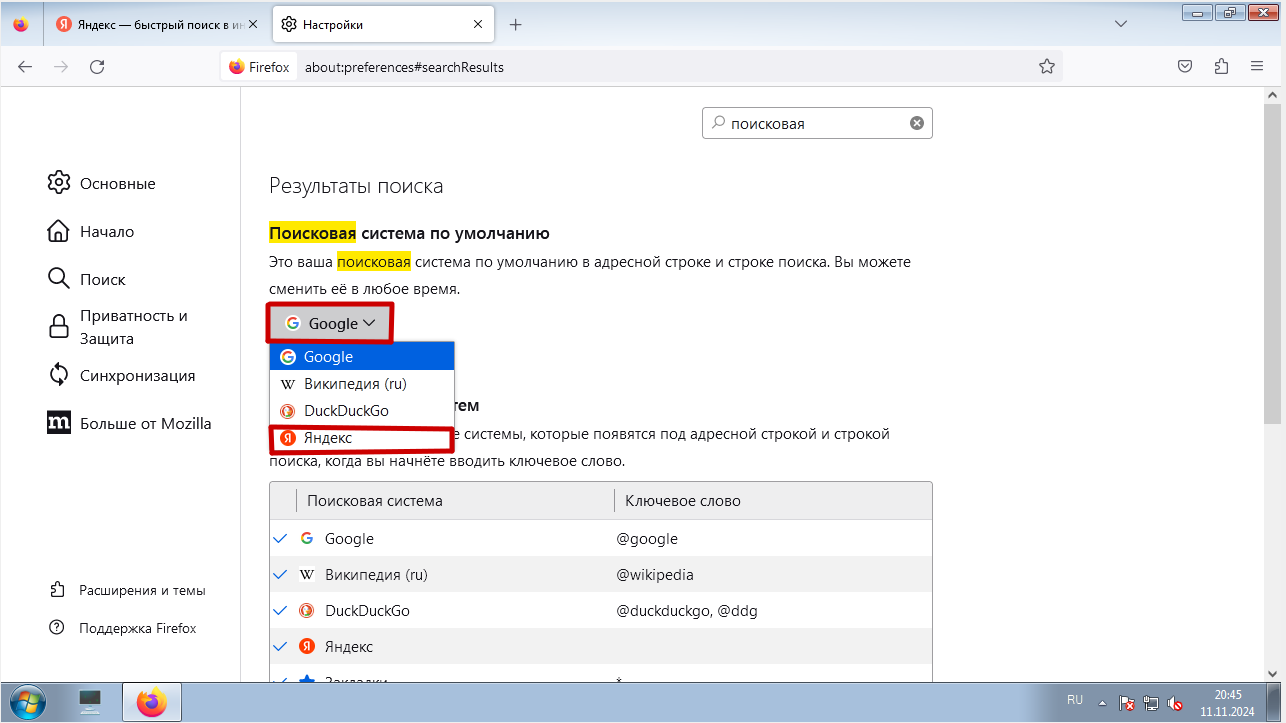 Яндекс — быстрый поиск в ин
Настройки
Firefox
about:preferences#searchResults
поисковая
Основные
Начало
Поиск
Приватность и
Защита
Синхронизация
Больше от Mozilla
Расширения и темы
Поддержка Firefox
Результаты поиска
Поисковая система по умолчанию
Это ваша поисковая система по умолчанию в адресной строке и строке поиска. Вы можете
сменить её в любое время.
Google
Google
Википедия (ru)
DuckDuckGo
тем
Яндекс
е системы, которые появятся под адресной строкой и строкой
поиска, когда вы начнёте вводить ключевое слово.
Поисковая система Ключевое слово
Google @google
Википедия (ru) @wikipedia
DuckDuckGo @duckduckgo, @ddg
Яндекс
Закладки *
RU
20:45
11.11.2024